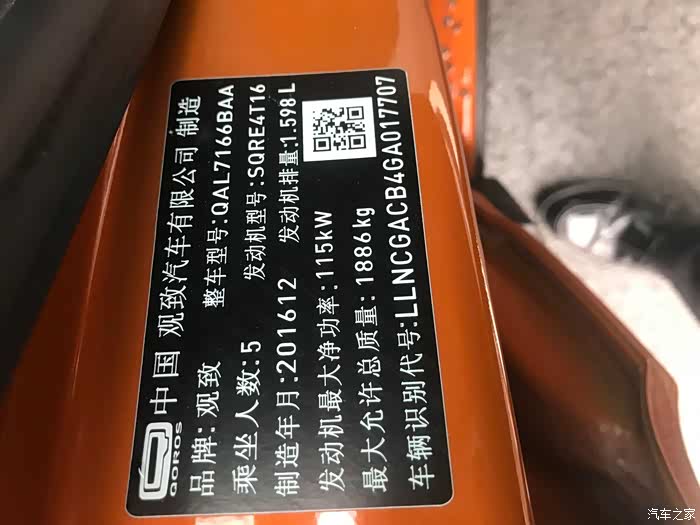 QOROS 中国 观致汽车有限公司 制造
品牌:观致 整车型号:QAL7166BAA
乘坐人数:5 发动机型号:SQRE4T16
制造年月:201612 发动机排量:1.598L
发动机最大净功率:115kW
最大允许总质量:1886kg
车辆识别代号:LLNCGACB4GA017707
汽车之家